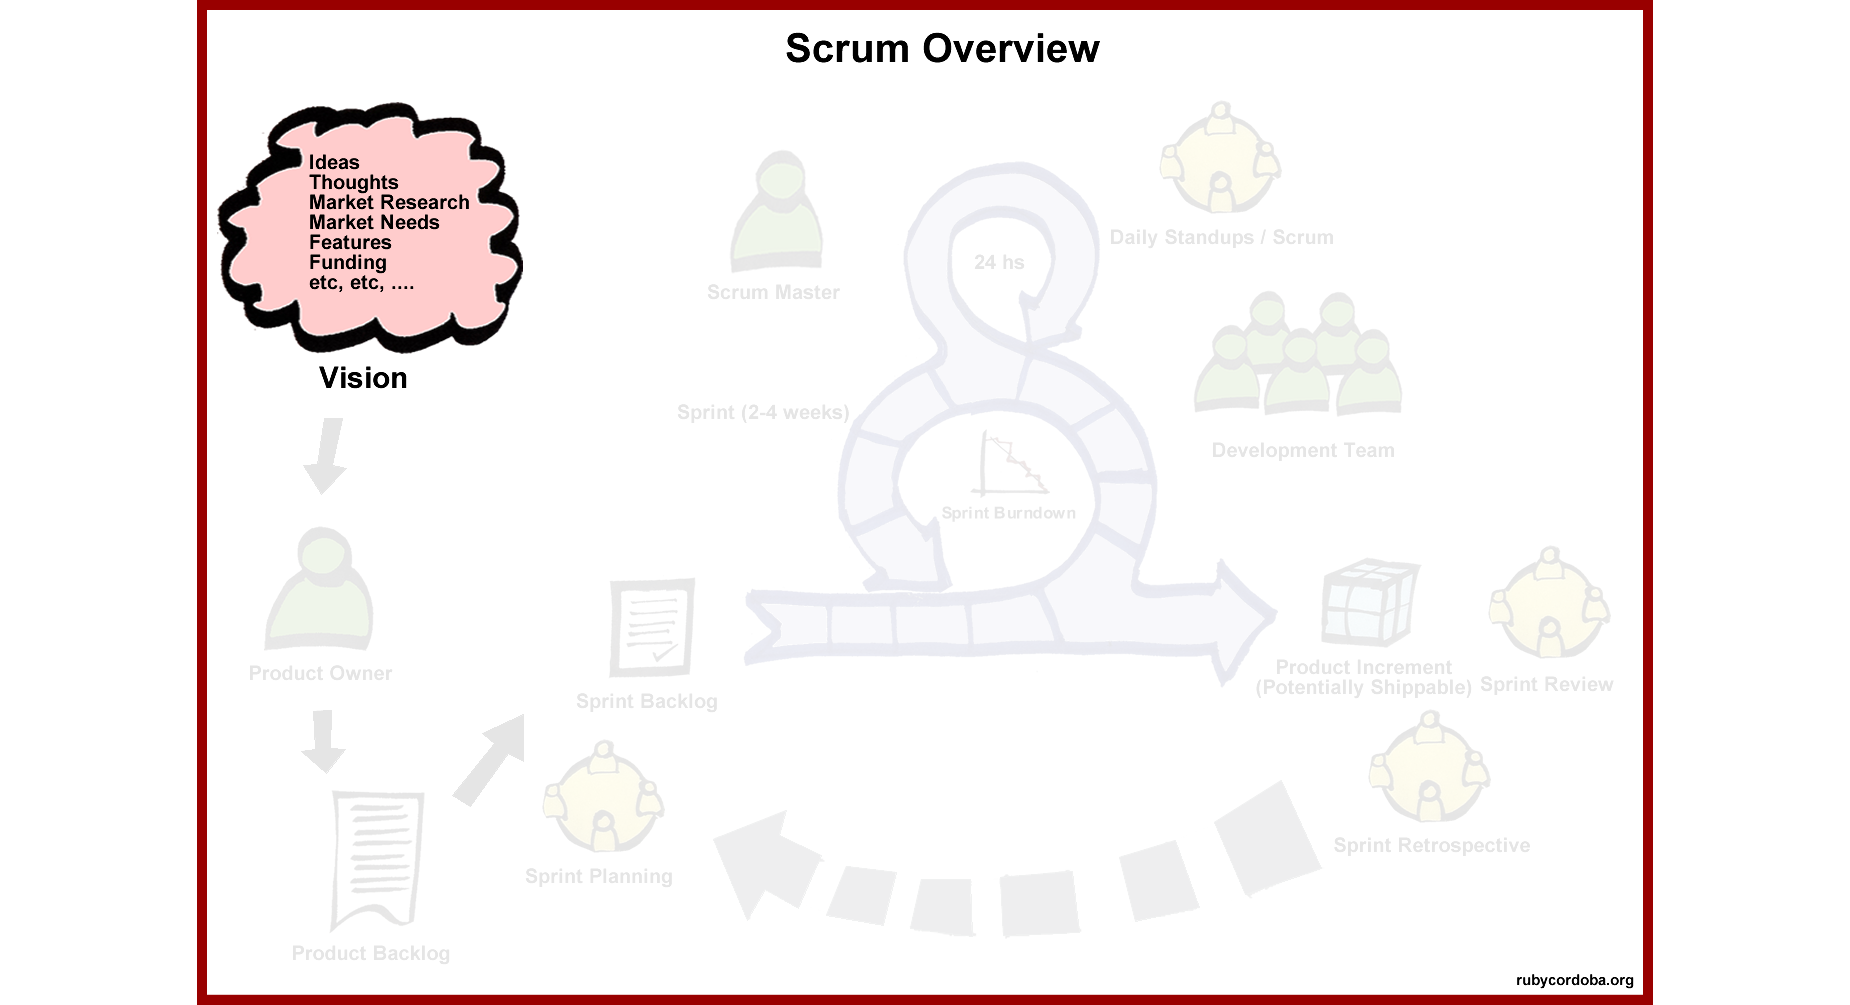 Scrum Overview
Ideas
Thoughts
Market Research
Market Needs
Features
Funding
etc, etc, ....
Vision
Scrum Master
24 hs
Daily Standups / Scrum
Sprint (2-4 weeks)
Development Team
Sprint Burndown
Product Owner
Sprint Backlog
Product Increment
(Potentially Shippable)
Sprint Review
Sprint Planning
Sprint Retrospective
Product Backlog
rubycordoba.org